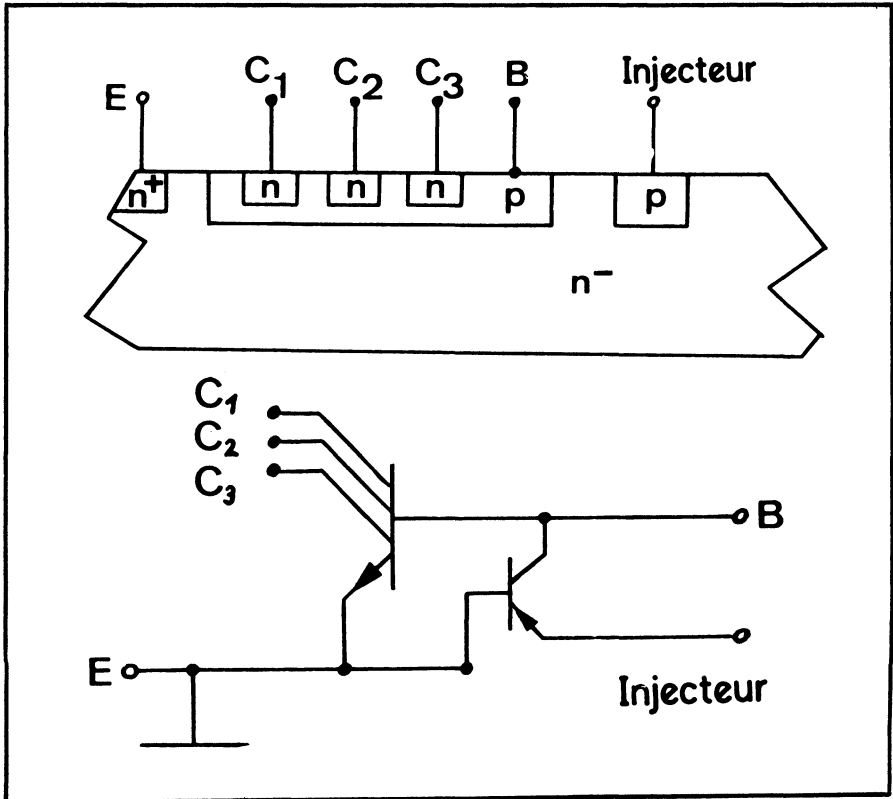 E C₁ C₂ C₃ B Injecteur
n⁺ n n n p p
n⁻
C₁
C₂
C₃
B
E
Injecteur